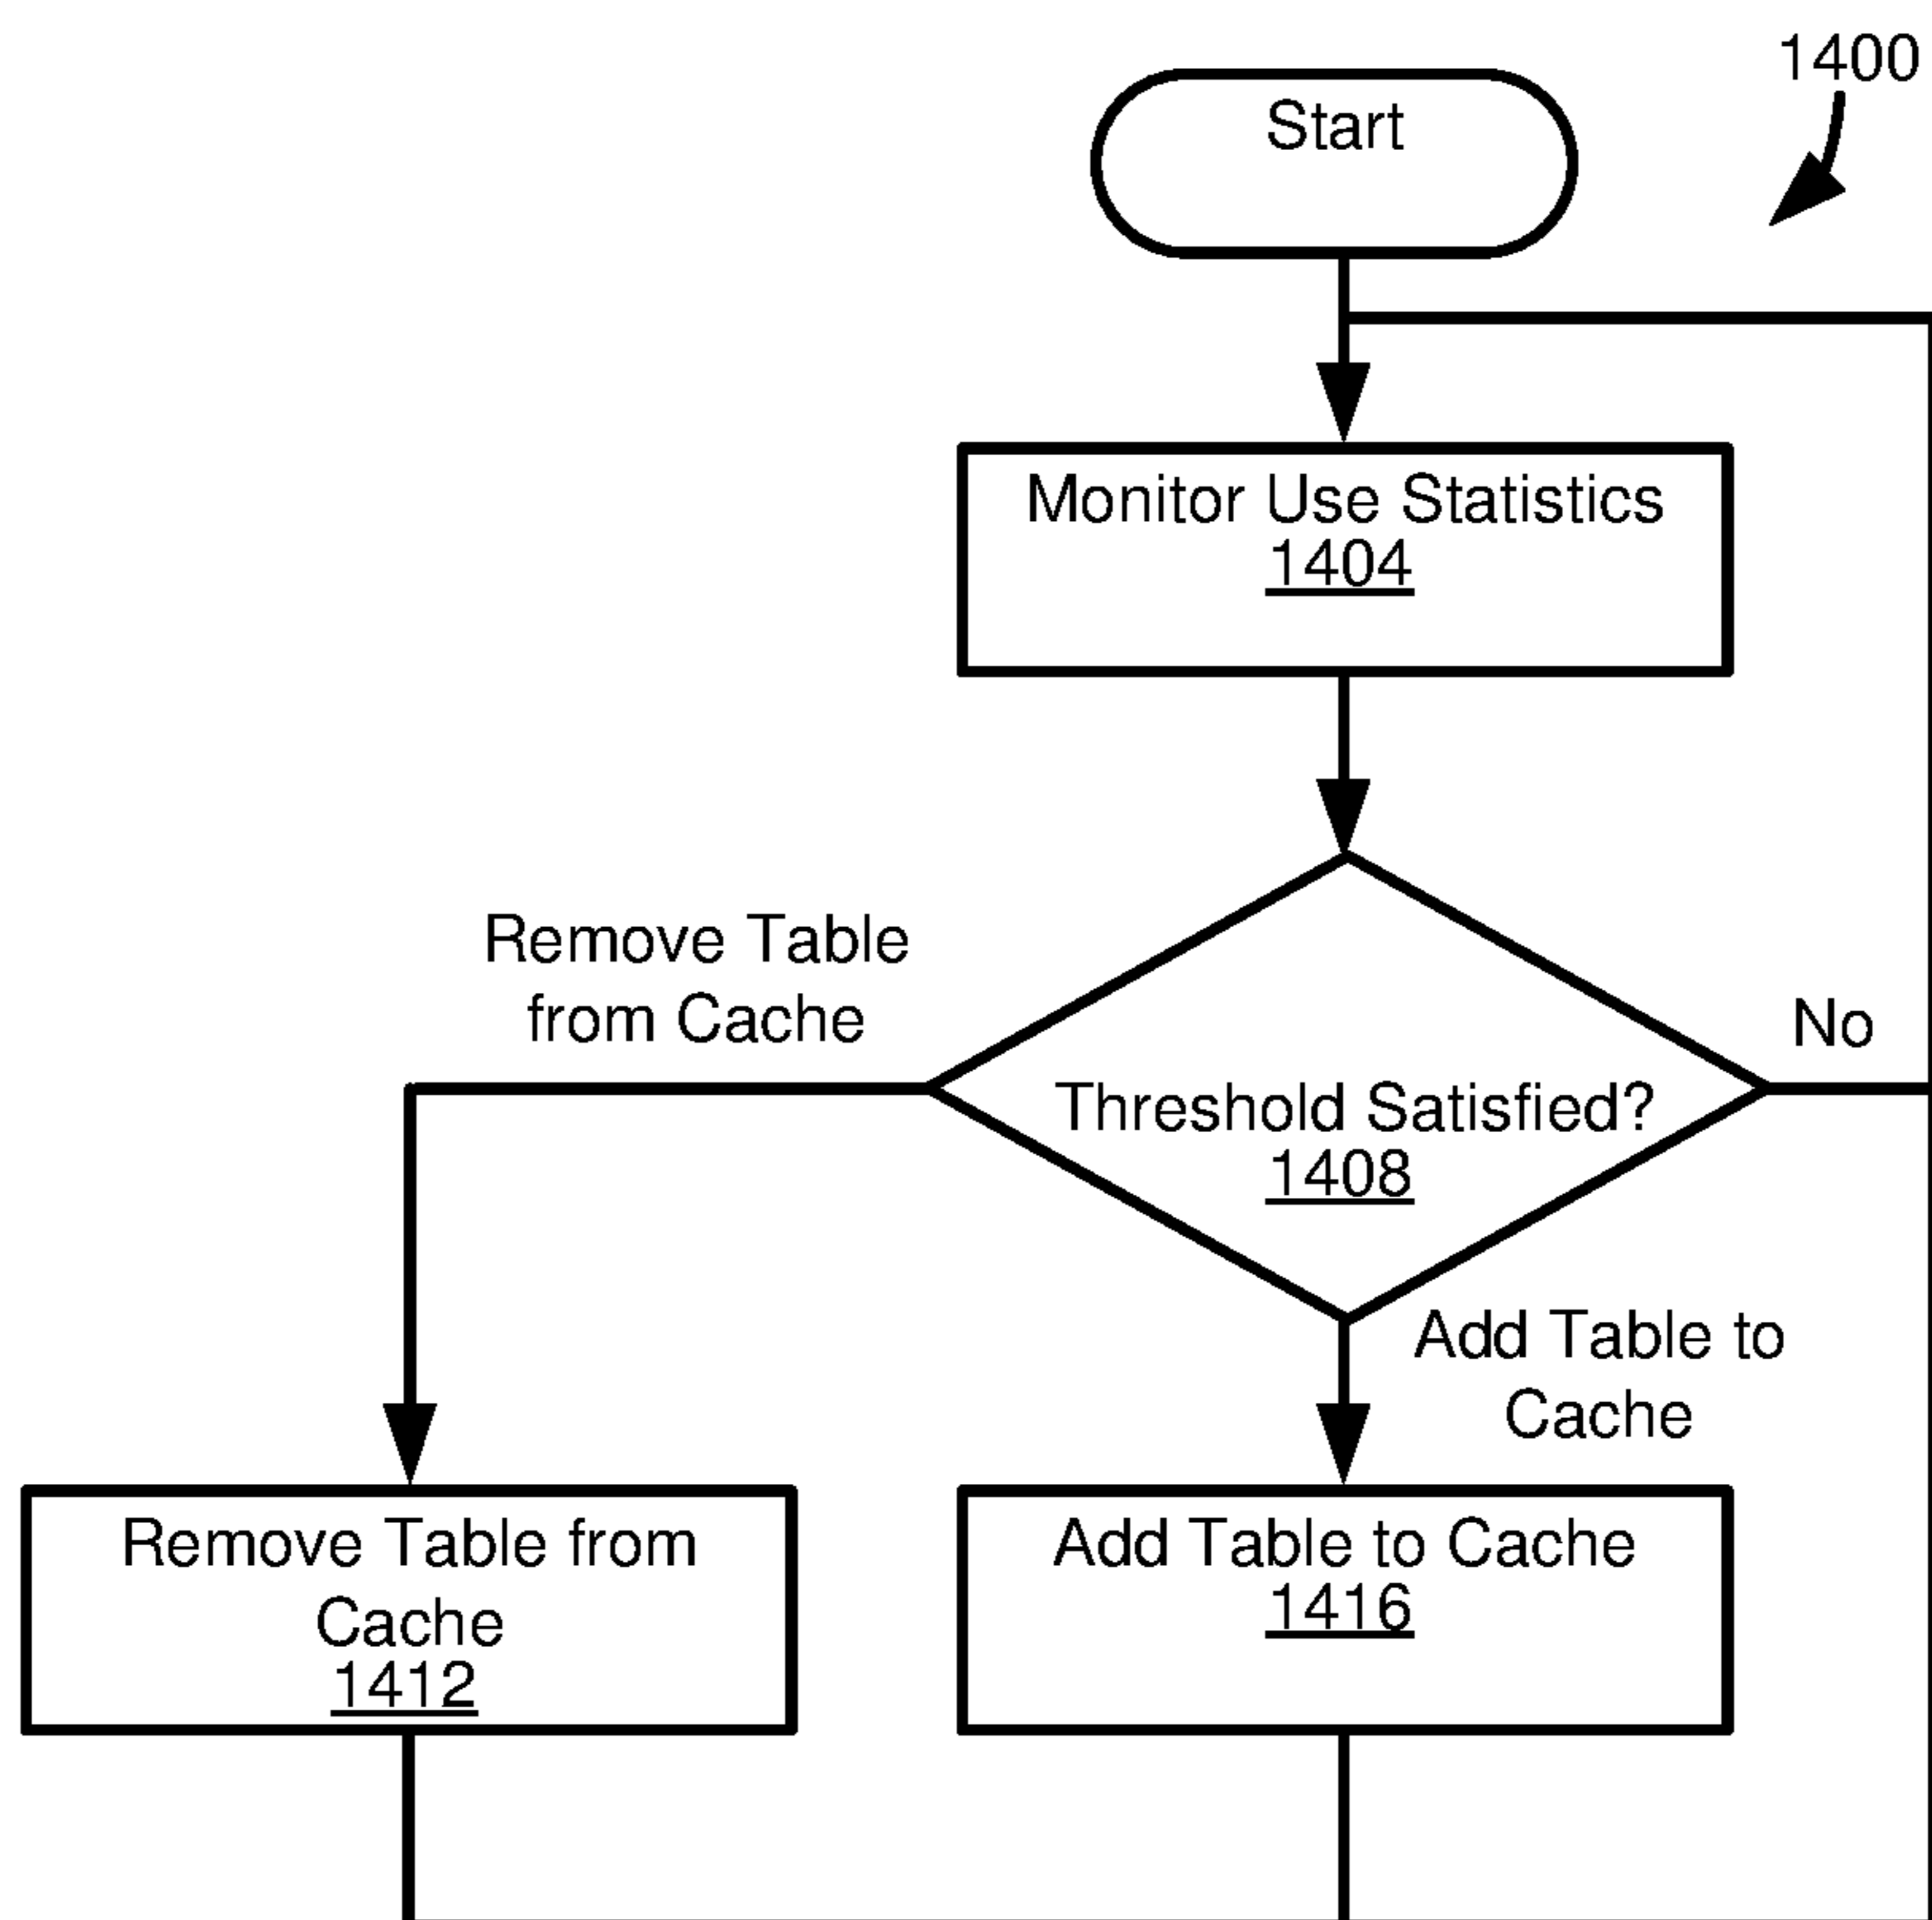 1400
Start
Monitor Use Statistics
1404
Remove Table
from Cache
No
Threshold Satisfied?
1408
Add Table to
Cache
Remove Table from
Cache
1412
Add Table to Cache
1416